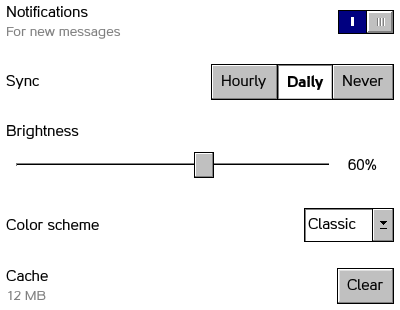 Notifications
For new messages
Sync Hourly Daily Never
Brightness
60%
Color scheme Classic
Cache
12 MB
Clear